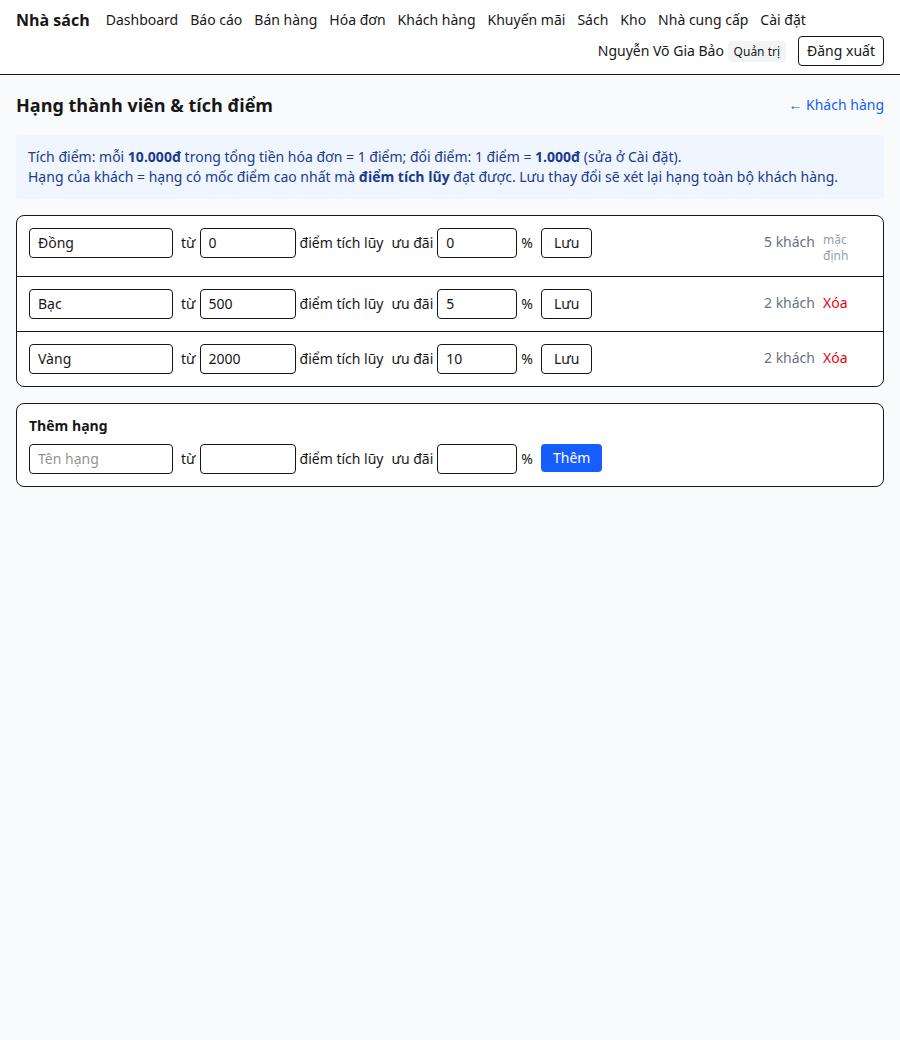 Nhà sách Dashboard Báo cáo Bán hàng Hóa đơn Khách hàng Khuyến mãi Sách Kho Nhà cung cấp Cài đặt
Nguyễn Võ Gia Bảo Quản trị Đăng xuất
Hạng thành viên & tích điểm ← Khách hàng
Tích điểm: mỗi 10.000đ trong tổng tiền hóa đơn = 1 điểm; đổi điểm: 1 điểm = 1.000đ (sửa ở Cài đặt).
Hạng của khách = hạng có mốc điểm cao nhất mà điểm tích lũy đạt được. Lưu thay đổi sẽ xét lại hạng toàn bộ khách hàng.
Đồng từ 0 điểm tích lũy ưu đãi 0 % Lưu 5 khách mặc định
Bạc từ 500 điểm tích lũy ưu đãi 5 % Lưu 2 khách Xóa
Vàng từ 2000 điểm tích lũy ưu đãi 10 % Lưu 2 khách Xóa
Thêm hạng
Tên hạng từ điểm tích lũy ưu đãi % Thêm